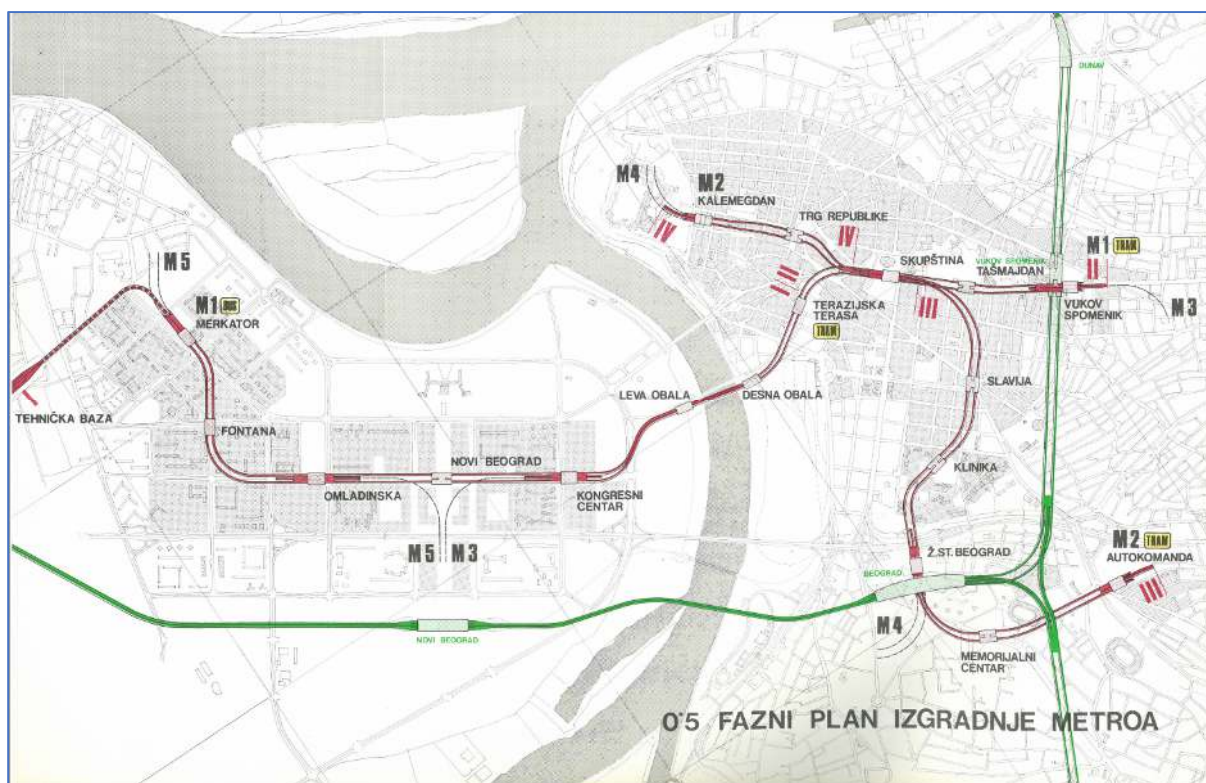 DUNAV
M4
M2
KALEMEGDAN
TRG REPUBLIKE
IV
IV
SKUPŠTINA
VUKOV SPOMENIK
TAŠMAJDAN
M1 TRAM
II
VUKOV
SPOMENIK
M3
M5
M1 BUS
MERKATOR
II
I
TERAZIJSKA
TERASA
TRAM
III
I
TEHNIČKA BAZA
LEVA OBALA
DESNA OBALA
SLAVIJA
FONTANA
NOVI BEOGRAD
OMLADINSKA
KONGRESNI
CENTAR
KLINIKA
M5
M3
Ž.ST.BEOGRAD
BEOGRAD
M2 TRAM
AUTOKOMANDA
III
NOVI BEOGRAD
M4
MEMORIJALNI
CENTAR
0'5 FAZNI PLAN IZGRADNJE METROA